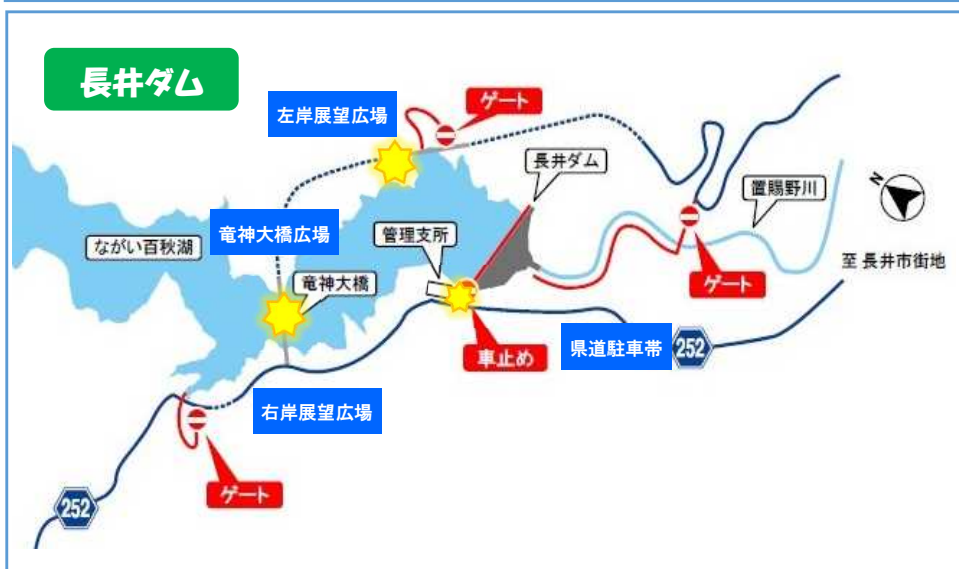 長井ダム
左岸展望広場
ゲート
長井ダム
置賜野川
N
竜神大橋広場
管理支所
ながい百秋湖
ゲート
至 長井市街地
竜神大橋
車止め
県道駐車帯
252
右岸展望広場
ゲート
252